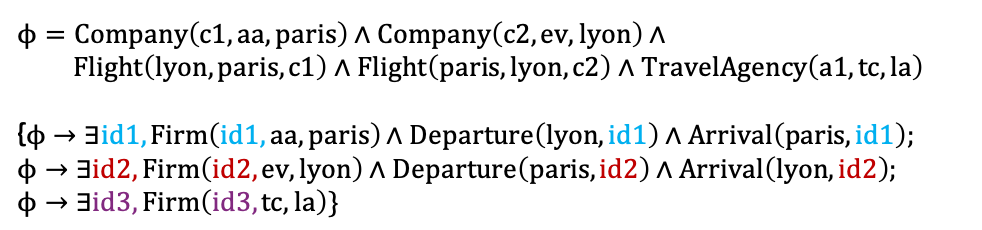 ϕ = Company(c1, aa, paris) ∧ Company(c2, ev, lyon) ∧
Flight(lyon, paris, c1) ∧ Flight(paris, lyon, c2) ∧ TravelAgency(a1, tc, la)
{ϕ → ∃id1, Firm(id1, aa, paris) ∧ Departure(lyon, id1) ∧ Arrival(paris, id1);
ϕ → ∃id2, Firm(id2, ev, lyon) ∧ Departure(paris, id2) ∧ Arrival(lyon, id2);
ϕ → ∃id3, Firm(id3, tc, la)}